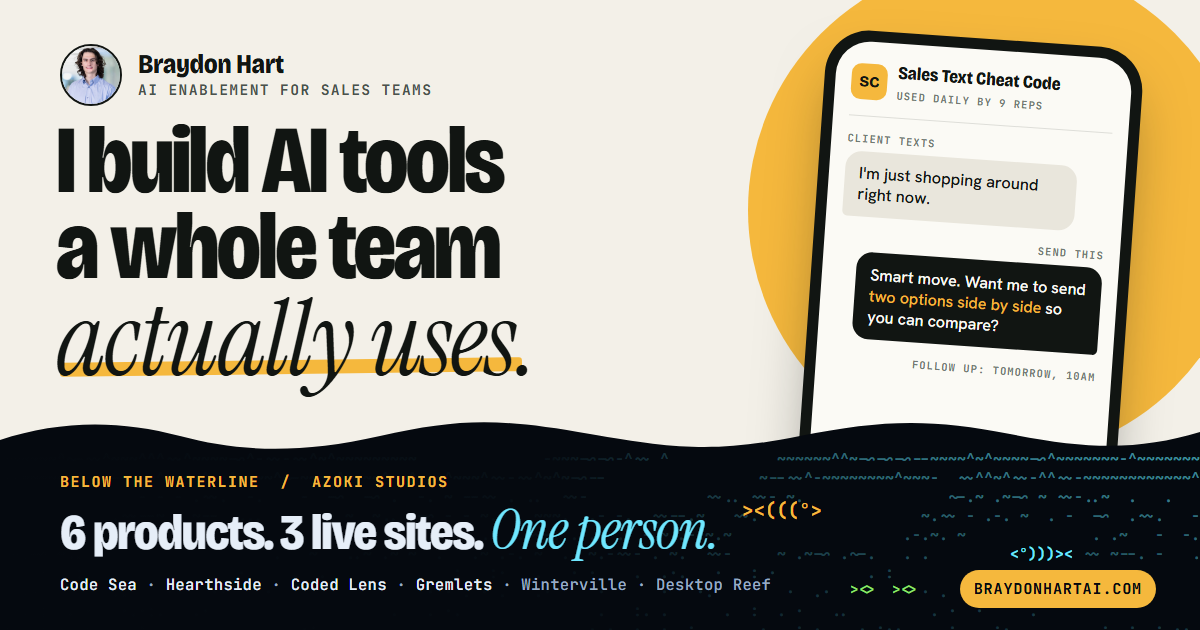 Braydon Hart
AI ENABLEMENT FOR SALES TEAMS
I build AI tools
a whole team
actually uses.
SC
Sales Text Cheat Code
USED DAILY BY 9 REPS
CLIENT TEXTS
I'm just shopping around
right now.
SEND THIS
Smart move. Want me to send
two options side by side so
you can compare?
FOLLOW UP: TOMORROW, 10AM
BELOW THE WATERLINE / AZOKI STUDIOS
6 products. 3 live sites. One person.
Code Sea · Hearthside · Coded Lens · Gremlets · Winterville · Desktop Reef
><(((°>
<°)))><
><> ><>
BRAYDONHARTAI.COM